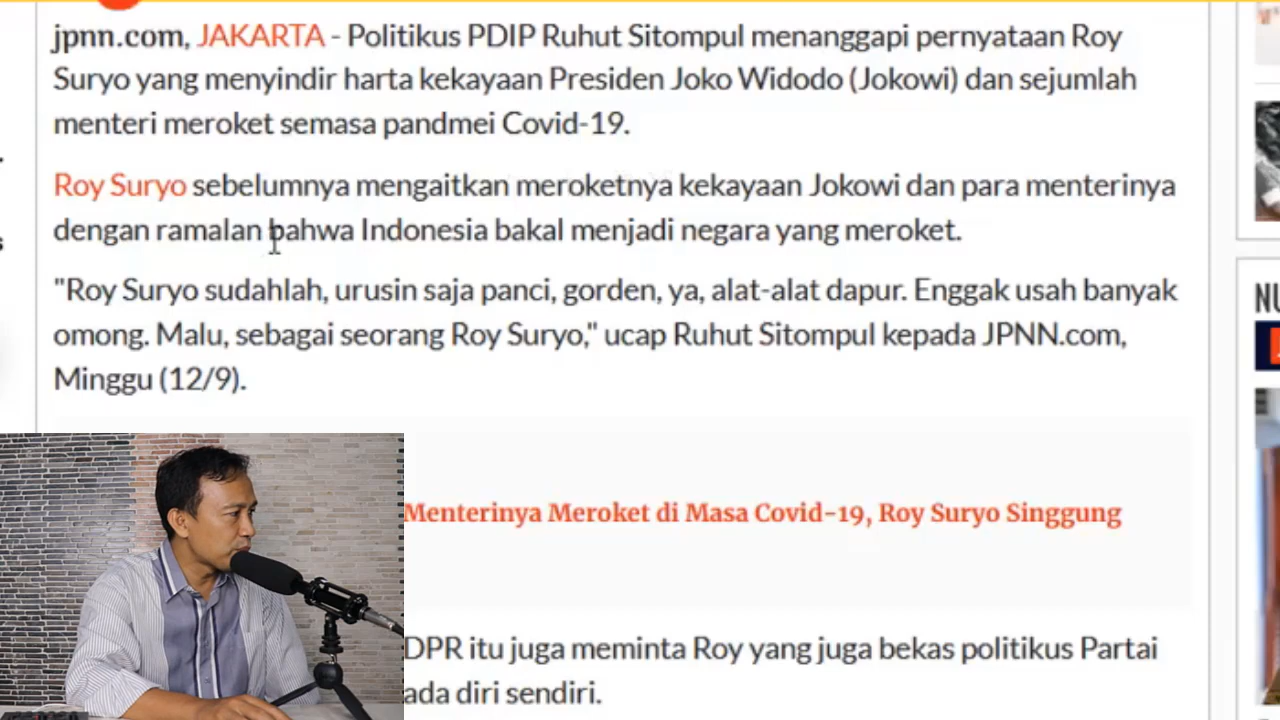 jpnn.com, JAKARTA - Politikus PDIP Ruhut Sitompul menanggapi pernyataan Roy
Suryo yang menyindir harta kekayaan Presiden Joko Widodo (Jokowi) dan sejumlah
menteri meroket semasa pandmei Covid-19.
Roy Suryo sebelumnya mengaitkan meroketnya kekayaan Jokowi dan para menterinya
dengan ramalan bahwa Indonesia bakal menjadi negara yang meroket.
"Roy Suryo sudahlah, urusin saja panci, gorden, ya, alat-alat dapur. Enggak usah banyak
omong. Malu, sebagai seorang Roy Suryo," ucap Ruhut Sitompul kepada JPNN.com,
Minggu (12/9).
Menterinya Meroket di Masa Covid-19, Roy Suryo Singgung
DPR itu juga meminta Roy yang juga bekas politikus Partai
ada diri sendiri.
NU